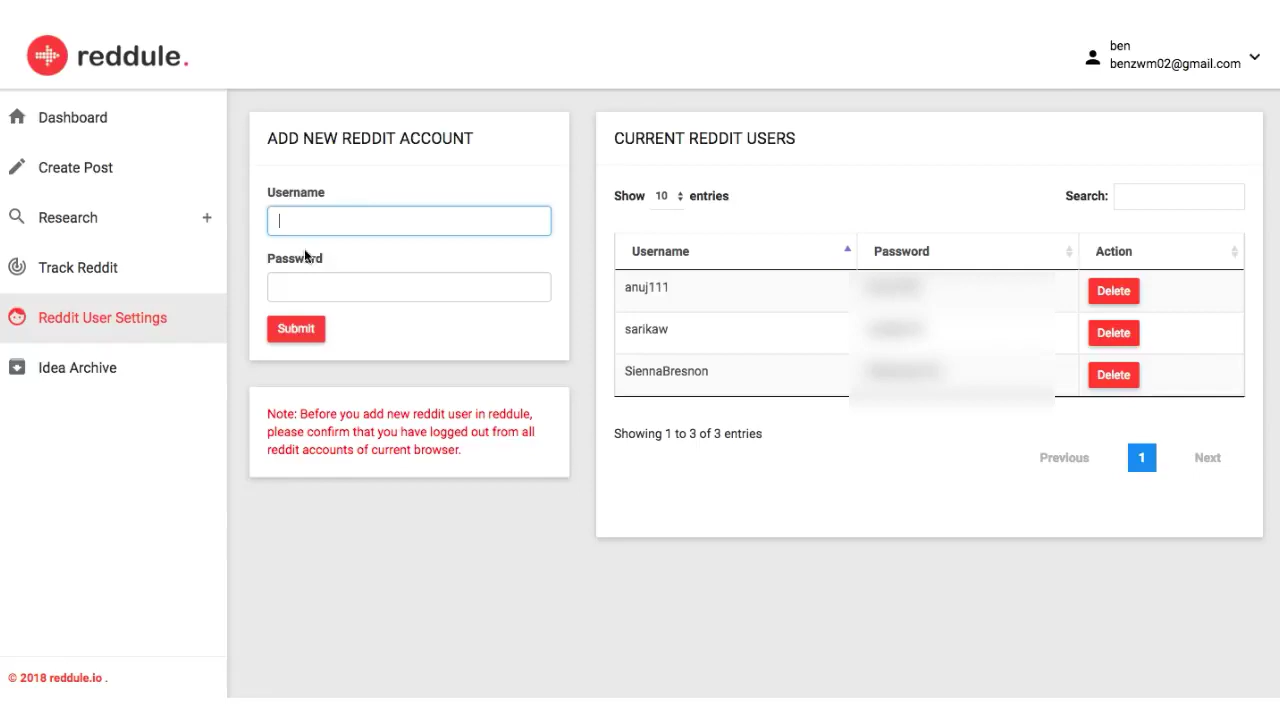 reddule.
ben
benzwm02@gmail.com
Dashboard
Create Post
Research +
Track Reddit
Reddit User Settings
Idea Archive
© 2018 reddule.io .
ADD NEW REDDIT ACCOUNT
Username
Password
Submit
Note: Before you add new reddit user in reddule,
please confirm that you have logged out from all
reddit accounts of current browser.
CURRENT REDDIT USERS
Show 10 entries
Search:
Username Password Action
anuj111 Delete
sarikaw Delete
SiennaBresnon Delete
Showing 1 to 3 of 3 entries
Previous 1 Next